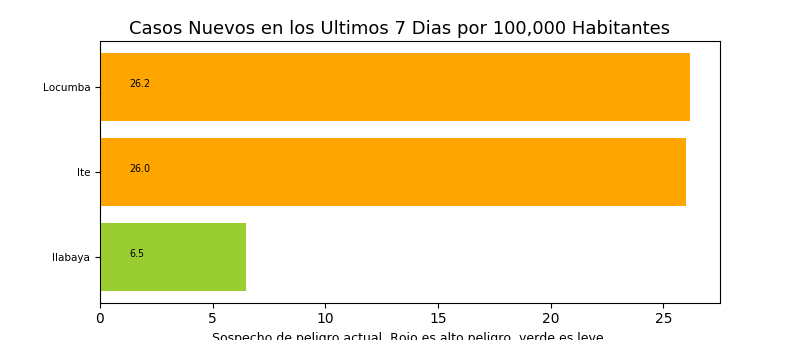 Casos Nuevos en los Ultimos 7 Dias por 100,000 Habitantes
Locumba
26.2
Ite
26.0
Ilabaya
6.5
0 5 10 15 20 25
Sospecho de peligro actual. Rojo es alto peligro, verde es leve